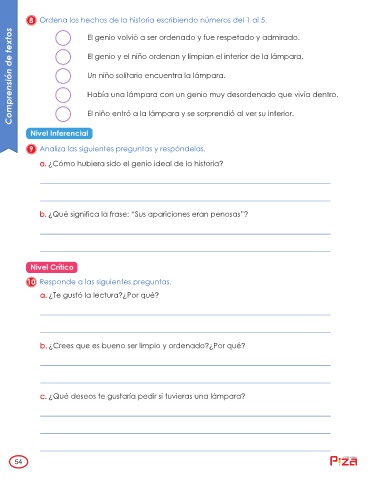 Comprensión de textos
8 Ordena los hechos de la historia escribiendo números del 1 al 5.
El genio volvió a ser ordenado y fue respetado y admirado.
El genio y el niño ordenan y limpian el interior de la lámpara.
Un niño solitario encuentra la lámpara.
Había una lámpara con un genio muy desordenado que vivía dentro.
El niño entró a la lámpara y se sorprendió al ver su interior.
Nivel Inferencial
9 Analiza las siguientes preguntas y respóndelas.
a. ¿Cómo hubiera sido el genio ideal de la historia?
b. ¿Qué significa la frase: “Sus apariciones eran penosas”?
Nivel Crítico
10 Responde a las siguientes preguntas.
a. ¿Te gustó la lectura?¿Por qué?
b. ¿Crees que es bueno ser limpio y ordenado?¿Por qué?
c. ¿Qué deseos te gustaría pedir si tuvieras una lámpara?
54